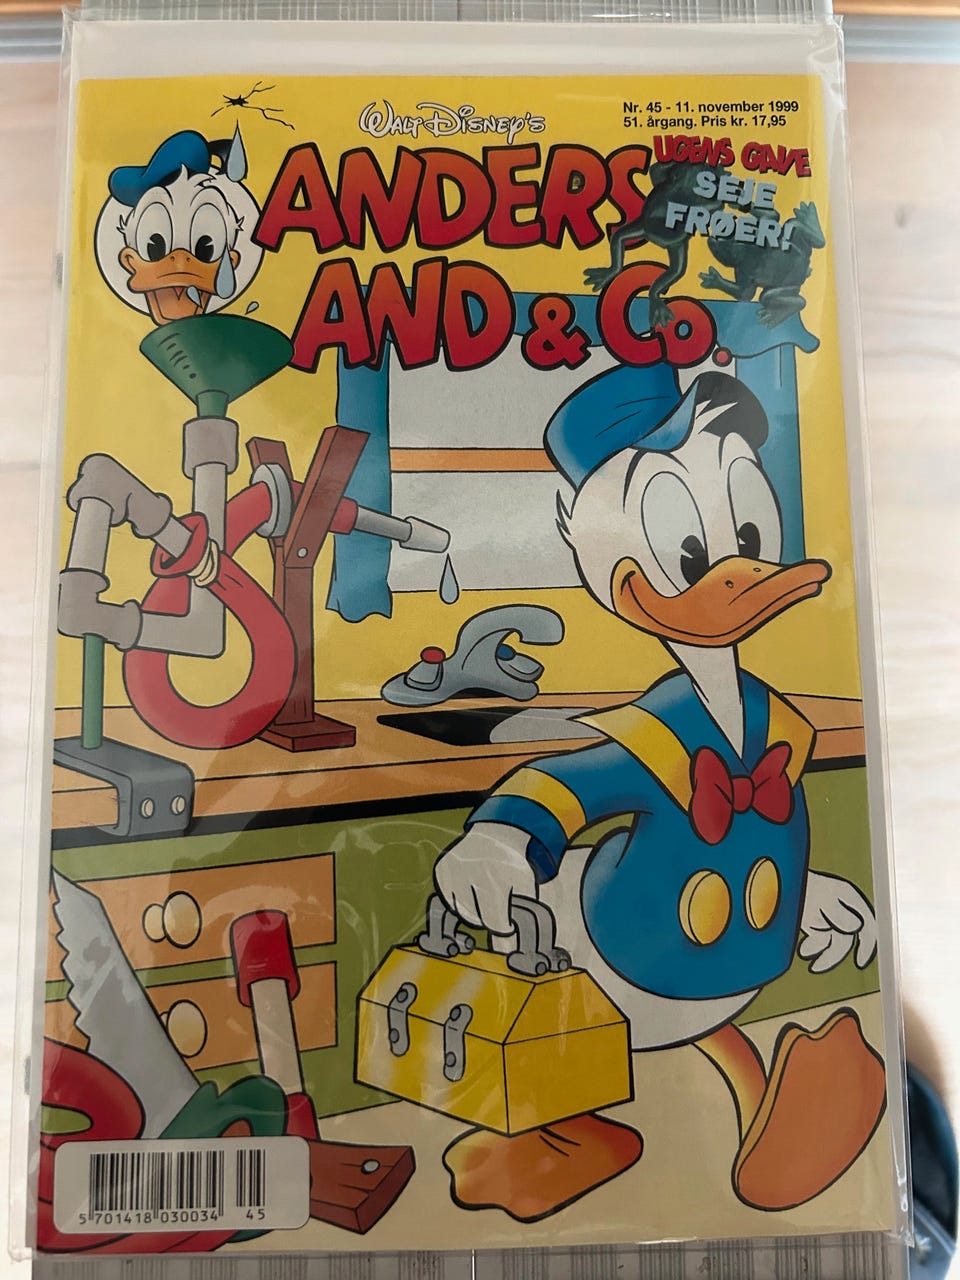 Nr. 45 - 11. november 1999
51. årgang. Pris kr. 17,95
WALT DISNEY'S
ANDERS
AND & Co.
UGENS GAVE
SEJE
FRØER!
5 701418 030034 45